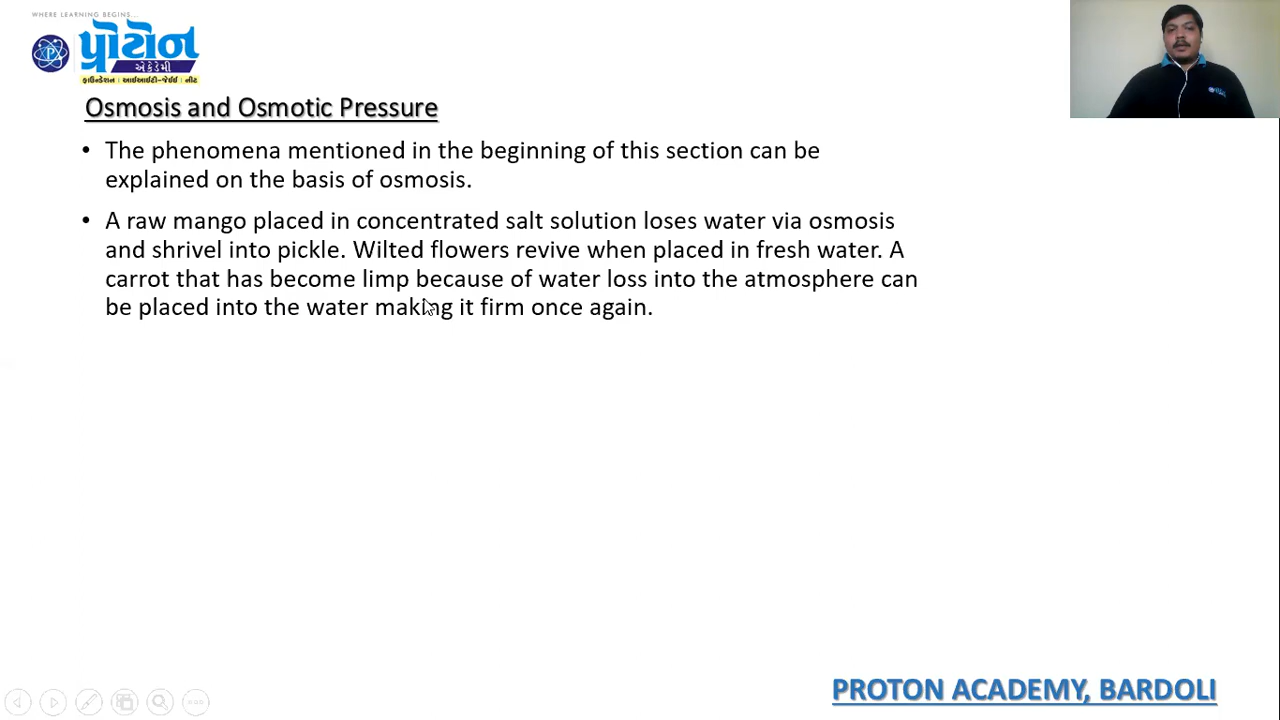 WHERE LEARNING BEGINS...
પ્રોટોન
એકેડેમી
ફાઉન્ડેશન | આઈઆઈટી-જેઈઈ | નીટ
Osmosis and Osmotic Pressure
• The phenomena mentioned in the beginning of this section can be
explained on the basis of osmosis.
• A raw mango placed in concentrated salt solution loses water via osmosis
and shrivel into pickle. Wilted flowers revive when placed in fresh water. A
carrot that has become limp because of water loss into the atmosphere can
be placed into the water making it firm once again.
PROTON ACADEMY, BARDOLI